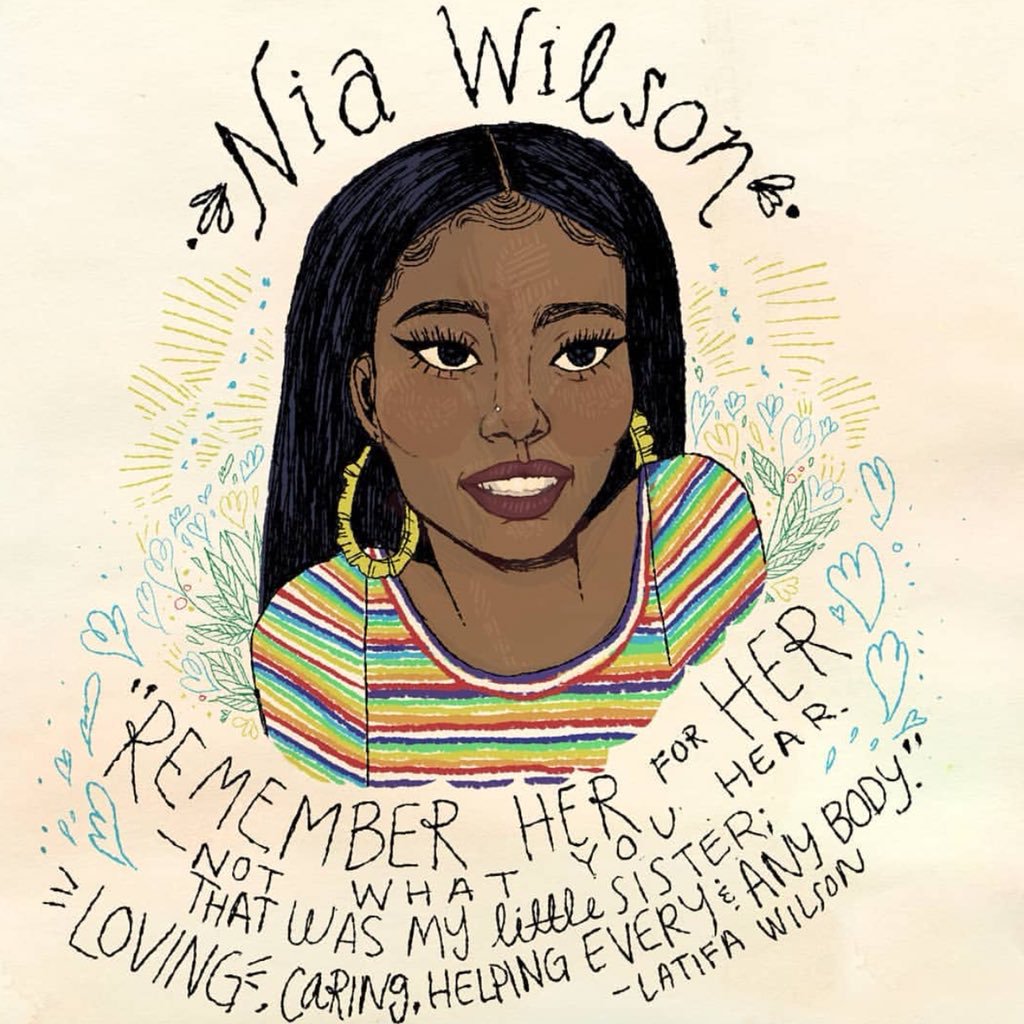 Nia Wilson
"REMEMBER HER FOR HER
- NOT WHAT YOU HEAR.
THAT WAS MY little SISTER;
LOVING, CARING, HELPING EVERY & ANY BODY."
- LATIFA WILSON